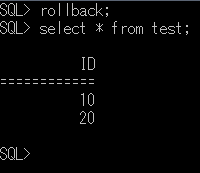 SQL> rollback;
SQL> select * from test;
ID
============
10
20
SQL>